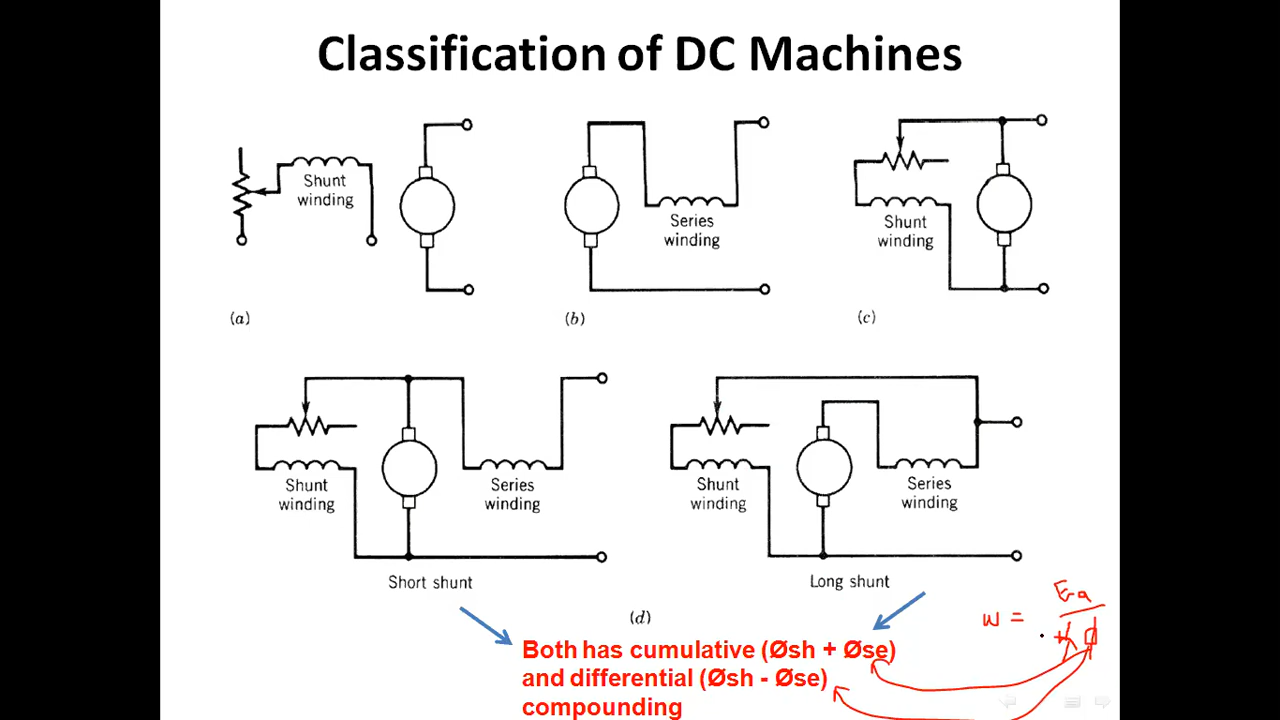 Classification of DC Machines
Shunt
winding
(a)
Series
winding
(b)
Shunt
winding
(c)
Shunt
winding
Series
winding
Short shunt
Shunt
winding
Series
winding
Long shunt
(d)
Both has cumulative (Øsh + Øse)
and differential (Øsh - Øse)
compounding
w = Ea